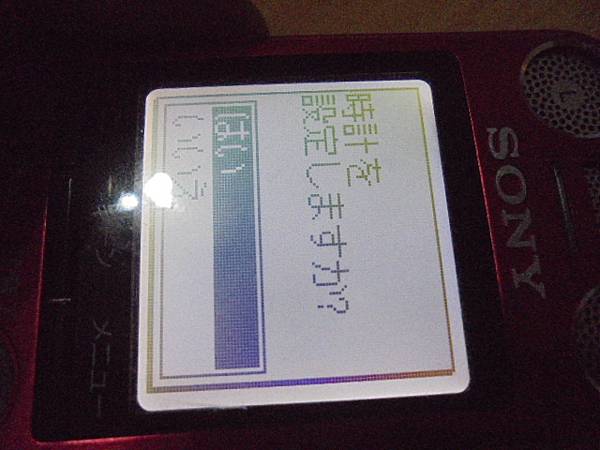 時計を
設定しますか?
はい
いいえ
SONY
メニュー
L